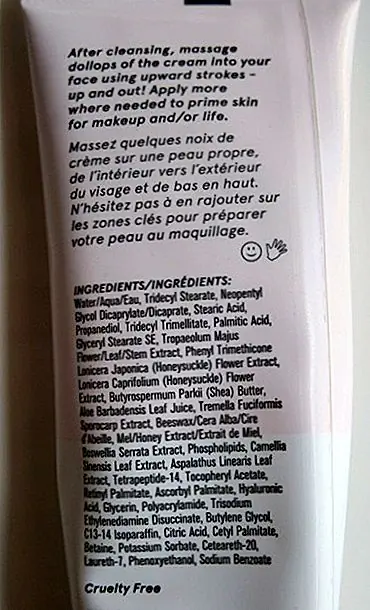 After cleansing, massage
dollops of the cream into your
face using upward strokes –
up and out! Apply more
where needed to prime skin
for makeup and/or life.
Massez quelques noix de
crème sur une peau propre,
de l'intérieur vers l'extérieur
du visage et de bas en haut.
N'hésitez pas à en rajouter sur
les zones clés pour préparer
votre peau au maquillage.
INGREDIENTS/INGRÉDIENTS:
Water/Aqua/Eau, Tridecyl Stearate, Neopentyl
Glycol Dicaprylate/Dicaprate, Stearic Acid,
Propanediol, Tridecyl Trimellitate, Palmitic Acid,
Glyceryl Stearate SE, Tropaeolum Majus
Flower/Leaf/Stem Extract, Phenyl Trimethicone
Lonicera Japonica (Honeysuckle) Flower Extract,
Lonicera Caprifolium (Honeysuckle) Flower
Extract, Butyrospermum Parkii (Shea) Butter,
Aloe Barbadensis Leaf Juice, Tremella Fuciformis
Sporocarp Extract, Beeswax/Cera Alba/Cire
d'Abeille, Mel/Honey Extract/Extrait de Miel,
Boswellia Serrata Extract, Phospholipids, Camellia
Sinensis Leaf Extract, Aspalathus Linearis Leaf
Extract, Tetrapeptide-14, Tocopheryl Acetate,
Retinyl Palmitate, Ascorbyl Palmitate, Hyaluronic
Acid, Glycerin, Polyacrylamide, Trisodium
Ethylenediamine Disuccinate, Butylene Glycol,
C13-14 Isoparaffin, Citric Acid, Cetyl Palmitate,
Betaine, Potassium Sorbate, Ceteareth-20,
Laureth-7, Phenoxyethanol, Sodium Benzoate
Cruelty Free